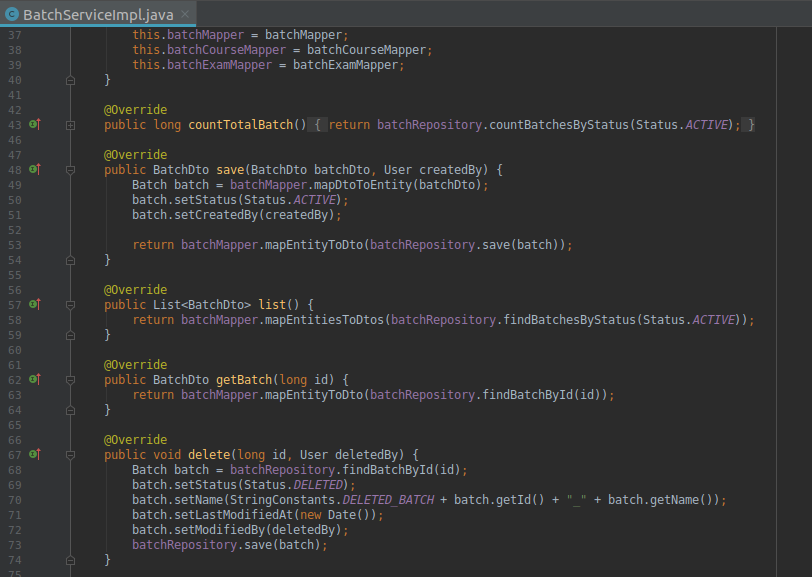 BatchServiceImpl.java
37 this.batchMapper = batchMapper;
38 this.batchCourseMapper = batchCourseMapper;
39 this.batchExamMapper = batchExamMapper;
40 }
41
42 @Override
43 public long countTotalBatch() { return batchRepository.countBatchesByStatus(Status.ACTIVE); }
46
47 @Override
48 public BatchDto save(BatchDto batchDto, User createdBy) {
49 Batch batch = batchMapper.mapDtoToEntity(batchDto);
50 batch.setStatus(Status.ACTIVE);
51 batch.setCreatedBy(createdBy);
52
53 return batchMapper.mapEntityToDto(batchRepository.save(batch));
54 }
55
56 @Override
57 public List<BatchDto> list() {
58 return batchMapper.mapEntitiesToDtos(batchRepository.findBatchesByStatus(Status.ACTIVE));
59 }
60
61 @Override
62 public BatchDto getBatch(long id) {
63 return batchMapper.mapEntityToDto(batchRepository.findBatchById(id));
64 }
65
66 @Override
67 public void delete(long id, User deletedBy) {
68 Batch batch = batchRepository.findBatchById(id);
69 batch.setStatus(Status.DELETED);
70 batch.setName(StringConstants.DELETED_BATCH + batch.getId() + "_" + batch.getName());
71 batch.setLastModifiedAt(new Date());
72 batch.setModifiedBy(deletedBy);
73 batchRepository.save(batch);
74 }
75